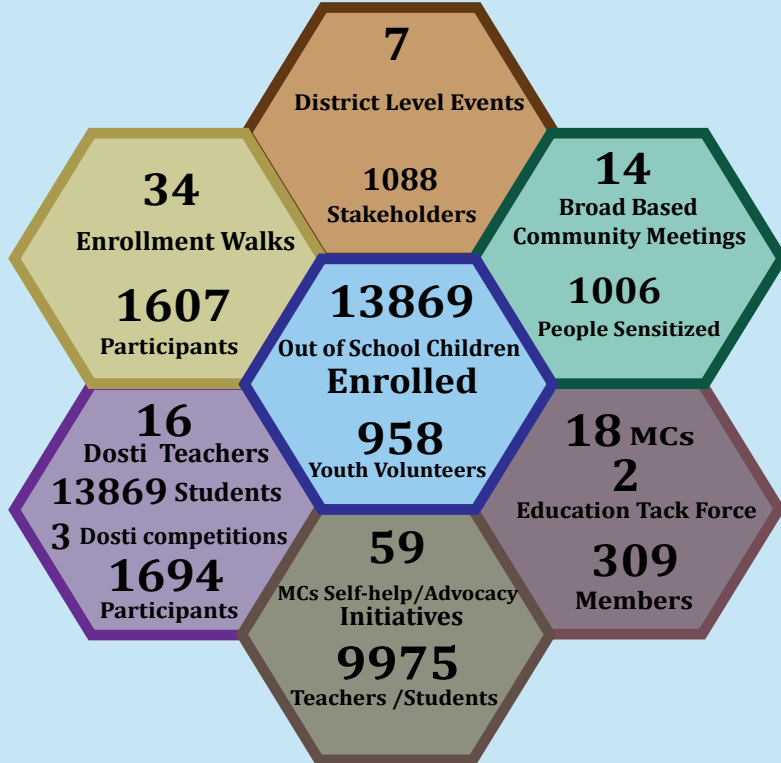 7
District Level Events
1088
Stakeholders
34
Enrollment Walks
1607
Participants
14
Broad Based
Community Meetings
1006
People Sensitized
13869
Out of School Children
Enrolled
958
Youth Volunteers
16
Dosti Teachers
13869 Students
3 Dosti competitions
1694
Participants
18 MCs
2
Education Tack Force
309
Members
59
MCs Self-help/Advocacy
Initiatives
9975
Teachers /Students